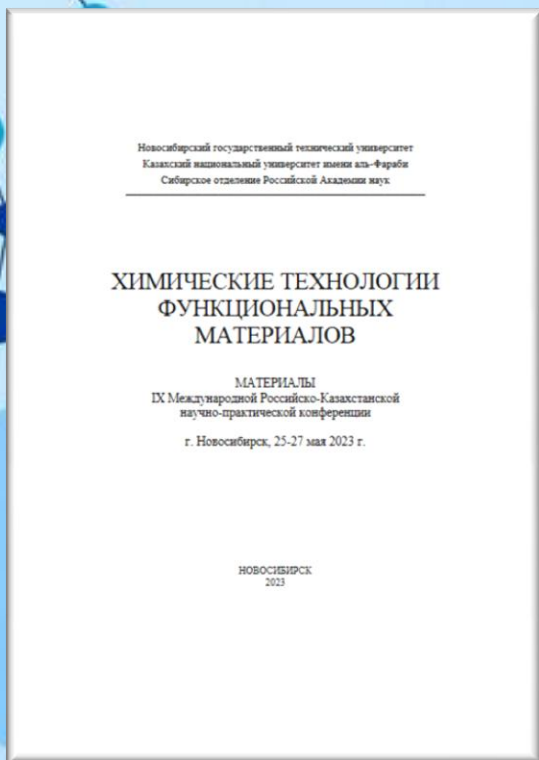 Новосибирский государственный технический университет
Казахский национальный университет имени аль-Фараби
Сибирское отделение Российской Академии наук
ХИМИЧЕСКИЕ ТЕХНОЛОГИИ
ФУНКЦИОНАЛЬНЫХ
МАТЕРИАЛОВ
МАТЕРИАЛЫ
IX Международной Российско-Казахстанской
научно-практической конференции
г. Новосибирск, 25-27 мая 2023 г.
НОВОСИБИРСК
2023